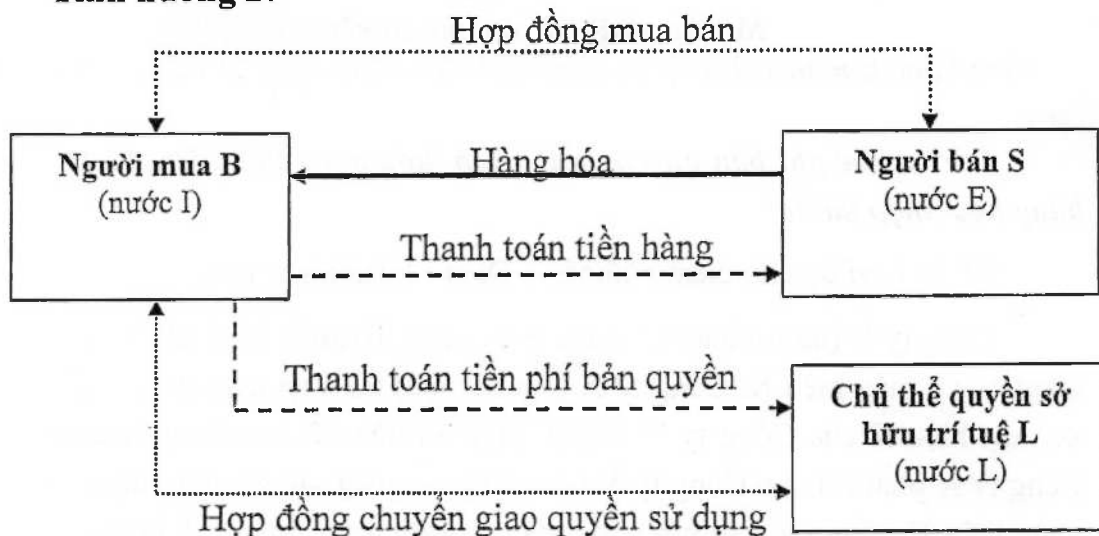 Hợp đồng mua bán
Người mua B
(nước I)
Hàng hóa
Người bán S
(nước E)
Thanh toán tiền hàng
Thanh toán tiền phí bản quyền
Chủ thể quyền sở
hữu trí tuệ L
(nước L)
Hợp đồng chuyển giao quyền sử dụng